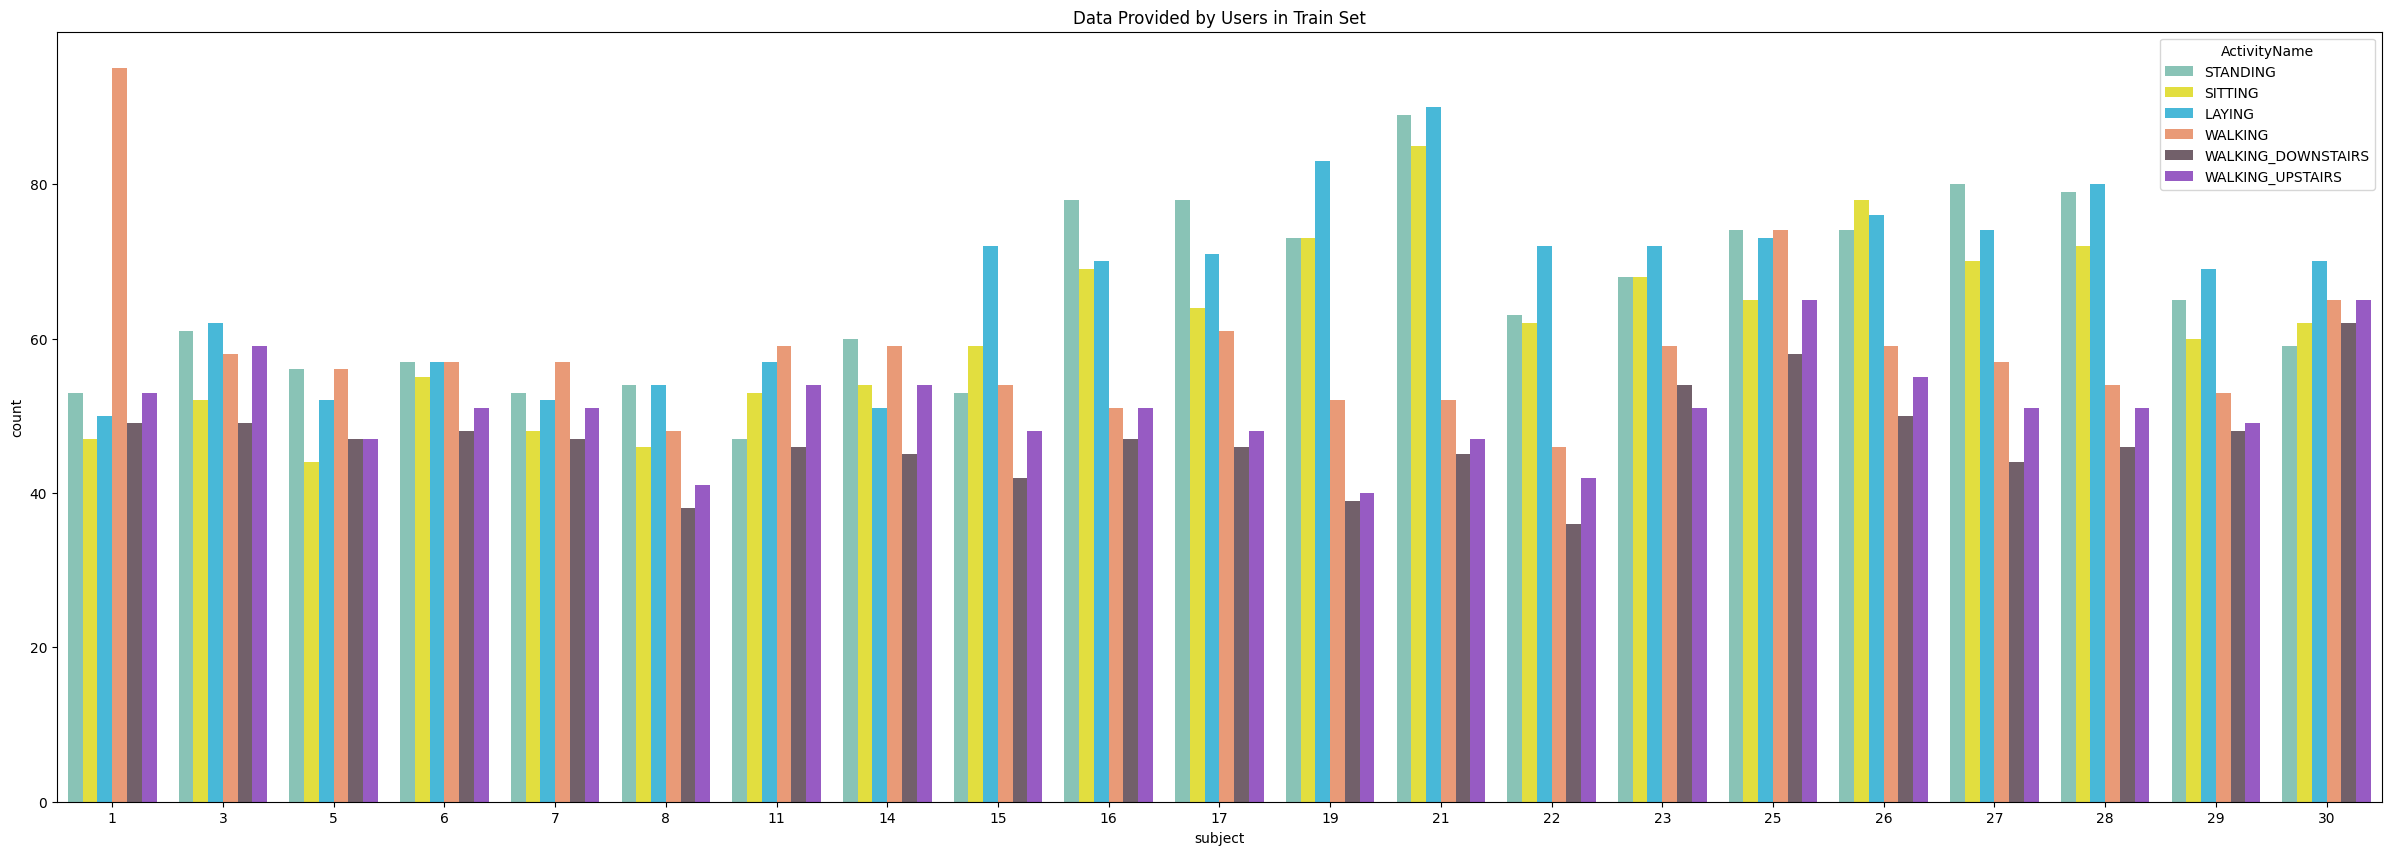 Data Provided by Users in Train Set
ActivityName
STANDING
SITTING
LAYING
WALKING
WALKING_DOWNSTAIRS
WALKING_UPSTAIRS
count
80
60
40
20
0
1 3 5 6 7 8 11 14 15 16 17 19 21 22 23 25 26 27 28 29 30
subject